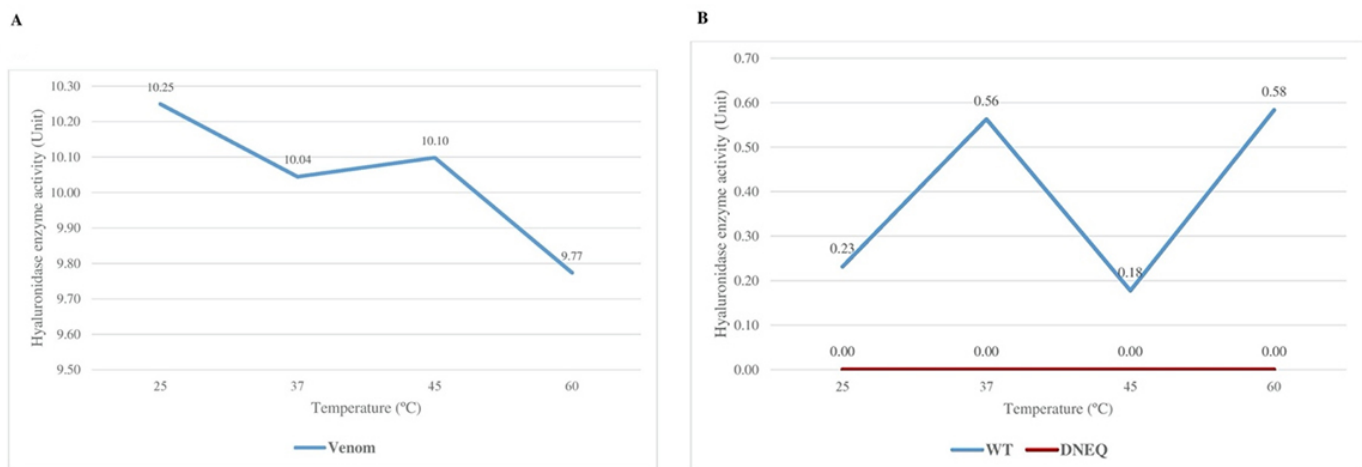 A
Hyaluronidase enzyme activity (Unit)
10.30
10.20
10.10
10.00
9.90
9.80
9.70
9.60
9.50
10.25
10.04
10.10
9.77
25 37 45 60
Temperature (ºC)
Venom
B
Hyaluronidase enzyme activity (Unit)
0.70
0.60
0.50
0.40
0.30
0.20
0.10
0.00
0.23
0.56
0.18
0.58
0.00 0.00 0.00 0.00
25 37 45 60
Temperature (ºC)
WT DNEQ